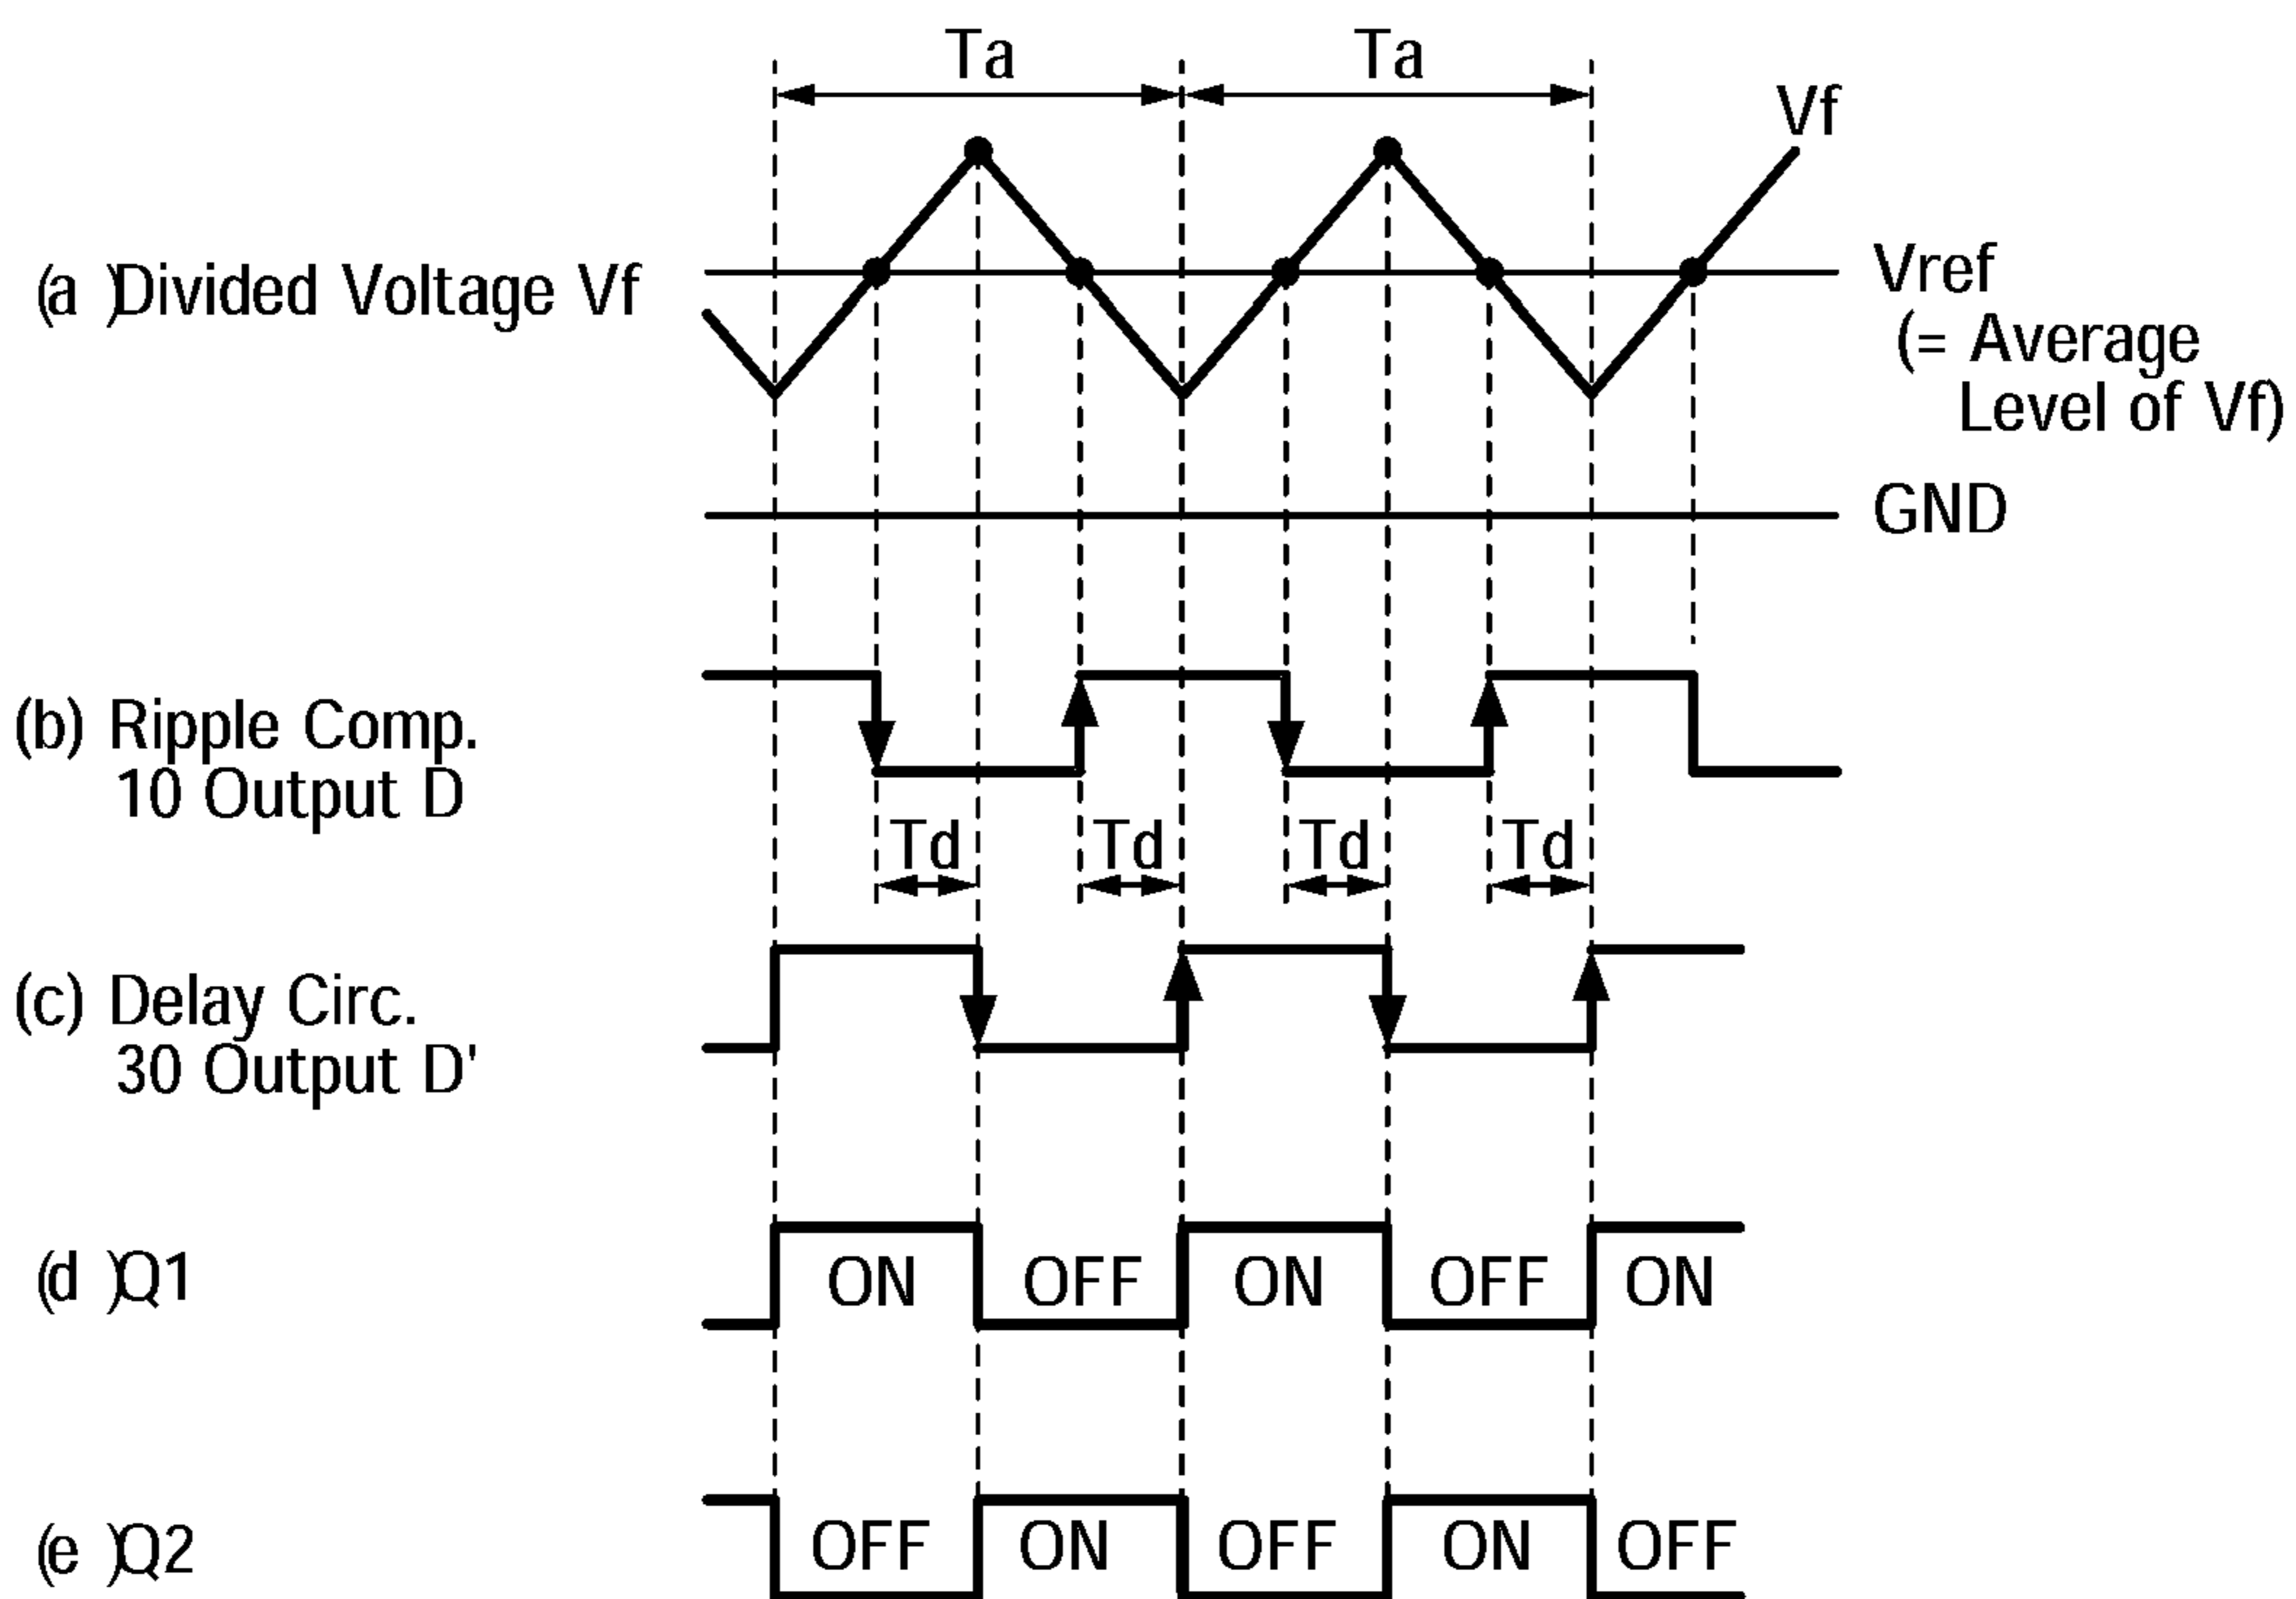 Ta Ta
Vf
(a )Divided Voltage Vf
Vref
(= Average
Level of Vf)
GND
(b) Ripple Comp.
10 Output D
Td Td Td Td
(c) Delay Circ.
30 Output D'
(d )Q1
ON OFF ON OFF ON
(e )Q2
OFF ON OFF ON OFF